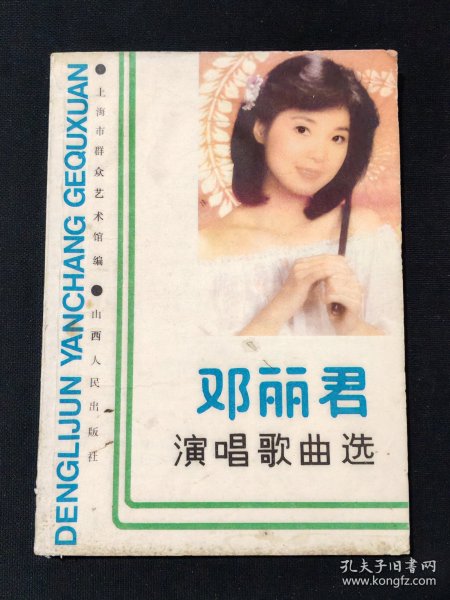 DENGLIJUN YANCHANG GEQUXUAN
●上海市群众艺术馆编●山西人民出版社
邓丽君
演唱歌曲选
孔夫子旧书网
www.kongfz.com